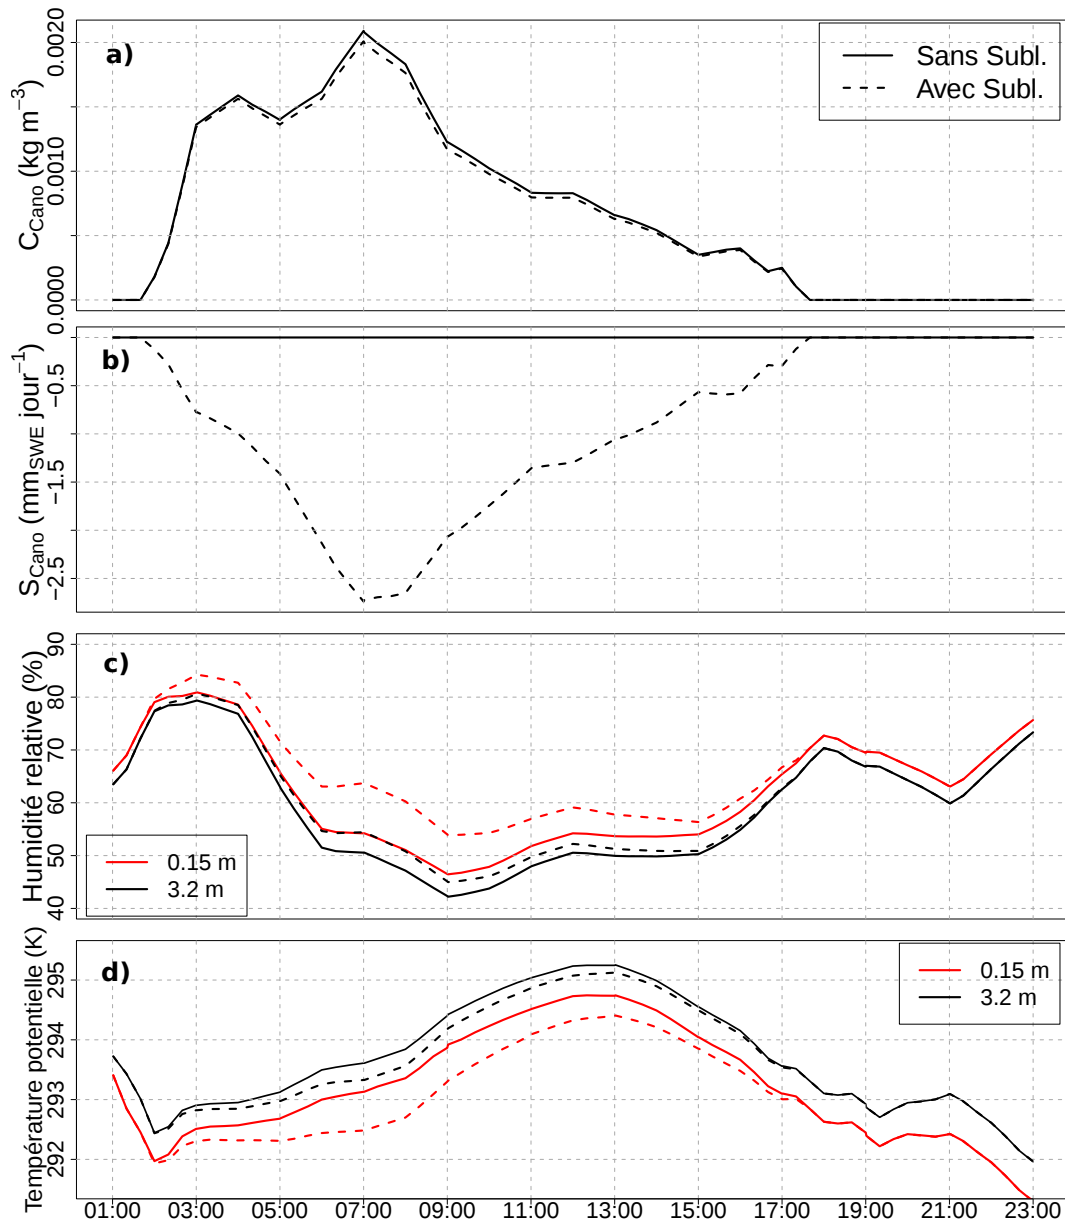 a)
Sans Subl.
Avec Subl.
C_Cano (kg m⁻³)
0.0020
0.0010
0.0000
b)
S_Cano (mm_SWE jour⁻¹)
0.0
−0.5
−1.5
−2.5
c)
Humidité relative (%)
90
80
70
60
50
40
0.15 m
3.2 m
d)
Température potentielle (K)
295
294
293
292
0.15 m
3.2 m
01:00 03:00 05:00 07:00 09:00 11:00 13:00 15:00 17:00 19:00 21:00 23:00